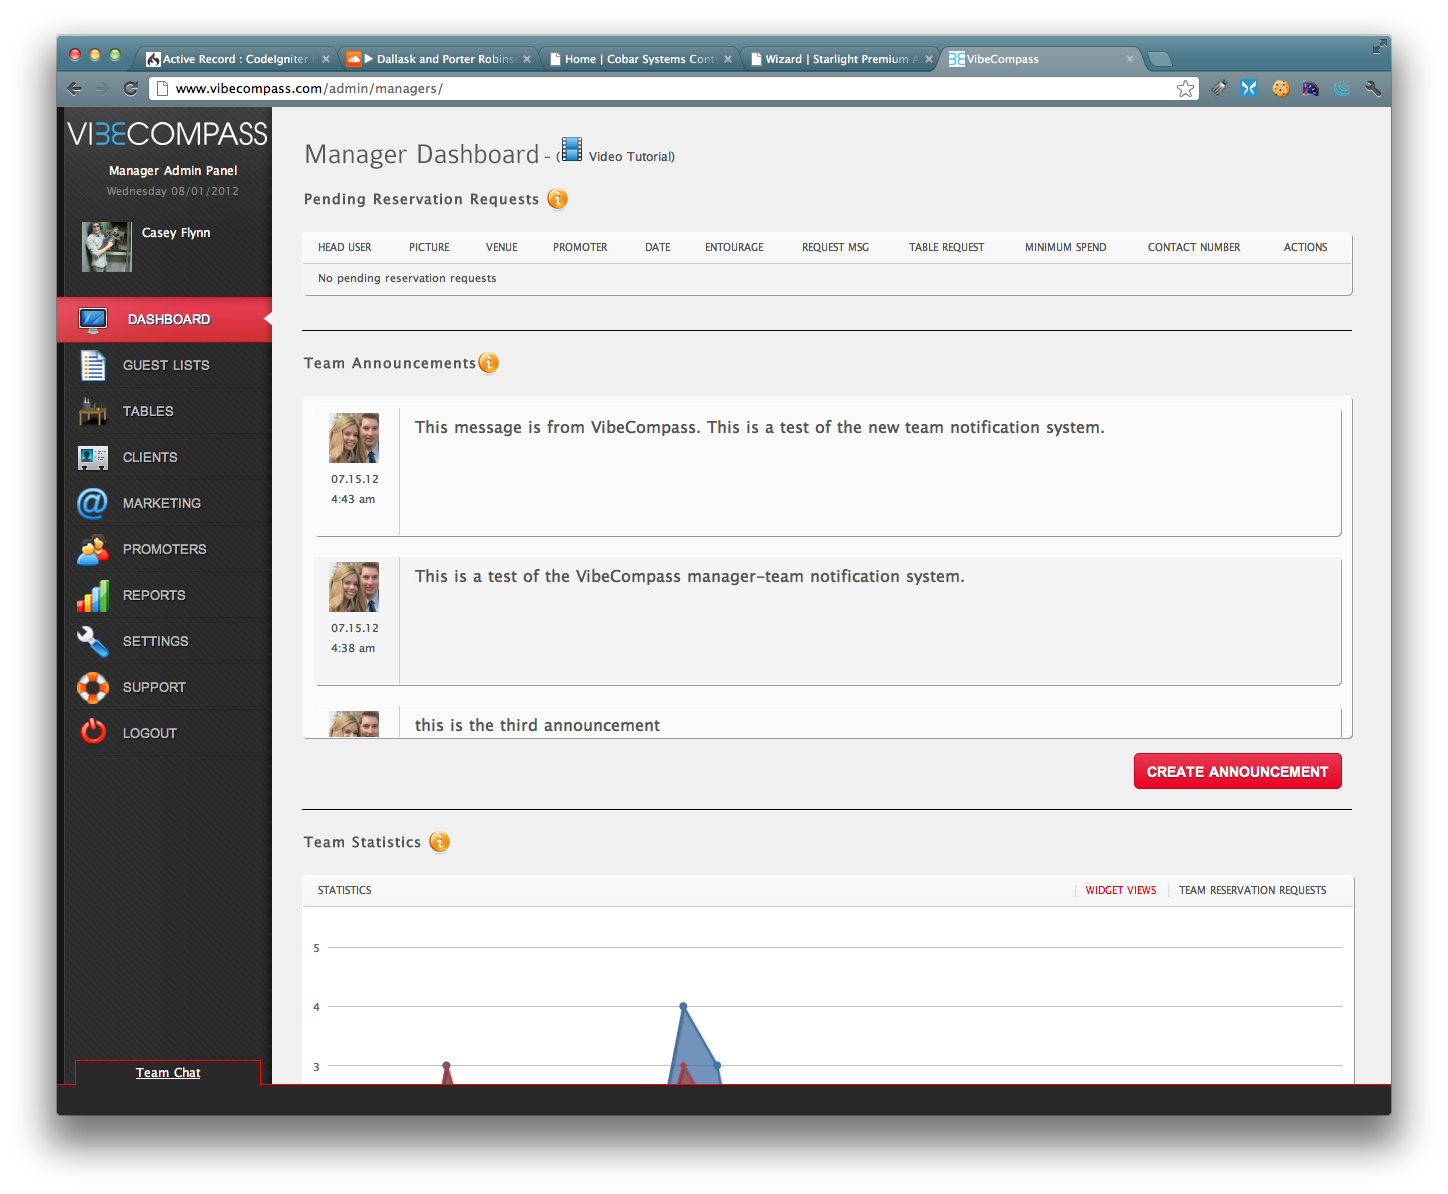 Active Record : CodeIgniter
Dallask and Porter Robins
Home | Cobar Systems Cont
Wizard | Starlight Premium A
VibeCompass
www.vibecompass.com/admin/managers/
VIBECOMPASS
Manager Admin Panel
Wednesday 08/01/2012
Casey Flynn
DASHBOARD
GUEST LISTS
TABLES
CLIENTS
MARKETING
PROMOTERS
REPORTS
SETTINGS
SUPPORT
LOGOUT
Team Chat
Manager Dashboard - ( Video Tutorial)
Pending Reservation Requests
HEAD USER PICTURE VENUE PROMOTER DATE ENTOURAGE REQUEST MSG TABLE REQUEST MINIMUM SPEND CONTACT NUMBER ACTIONS
No pending reservation requests
Team Announcements
This message is from VibeCompass. This is a test of the new team notification system.
07.15.12
4:43 am
This is a test of the VibeCompass manager-team notification system.
07.15.12
4:38 am
this is the third announcement
CREATE ANNOUNCEMENT
Team Statistics
STATISTICS WIDGET VIEWS TEAM RESERVATION REQUESTS
5
4
3